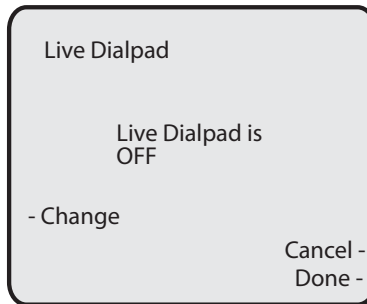 Live Dialpad
Live Dialpad is
OFF
- Change
Cancel -
Done -